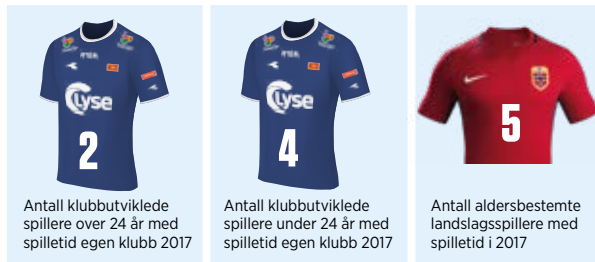 Lyse
2
Antall klubbutviklede
spillere over 24 år med
spilletid egen klubb 2017
Lyse
4
Antall klubbutviklede
spillere under 24 år med
spilletid egen klubb 2017
5
Antall aldersbestemte
landslagsspillere med
spilletid i 2017